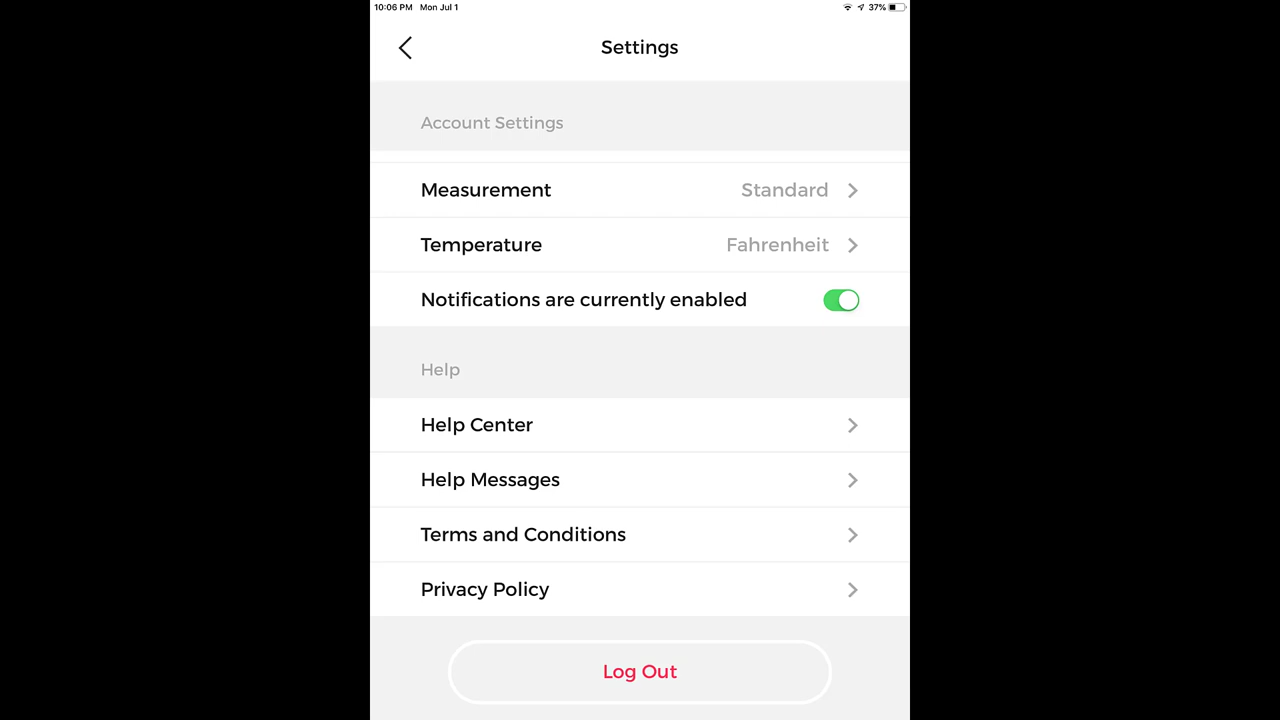 10:06 PM Mon Jul 1 37%
Settings
Account Settings
Measurement Standard
Temperature Fahrenheit
Notifications are currently enabled
Help
Help Center
Help Messages
Terms and Conditions
Privacy Policy
Log Out